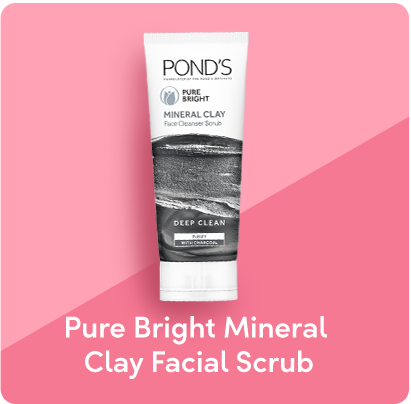 POND'S
PURE
BRIGHT
MINERAL CLAY
Face Cleanser Scrub
DEEP CLEAN
PURIFY
WITH CHARCOAL
Pure Bright Mineral
Clay Facial Scrub